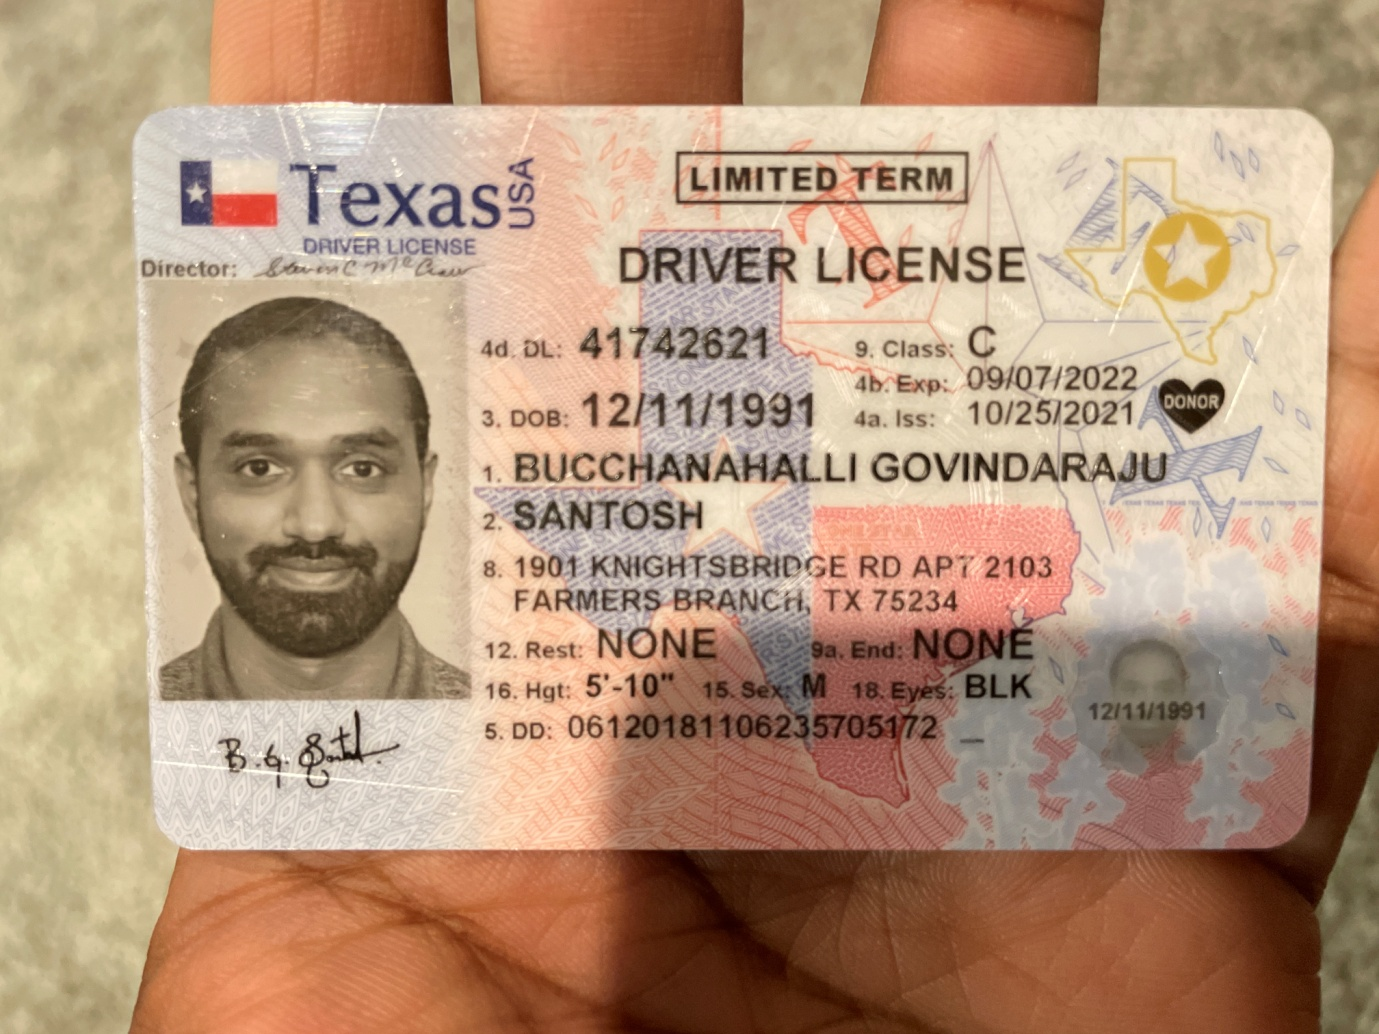 Texas USA
DRIVER LICENSE
Director: Steven C McCraw
LIMITED TERM
DRIVER LICENSE
4d. DL: 41742621 9. Class: C
4b. Exp: 09/07/2022
3. DOB: 12/11/1991 4a. Iss: 10/25/2021
DONOR
1. BUCCHANAHALLI GOVINDARAJU
2. SANTOSH
8. 1901 KNIGHTSBRIDGE RD APT 2103
FARMERS BRANCH, TX 75234
12. Rest: NONE 9a. End: NONE
16. Hgt: 5'-10" 15. Sex: M 18. Eyes: BLK
5. DD: 06120181106235705172
12/11/1991
B. G. Santosh